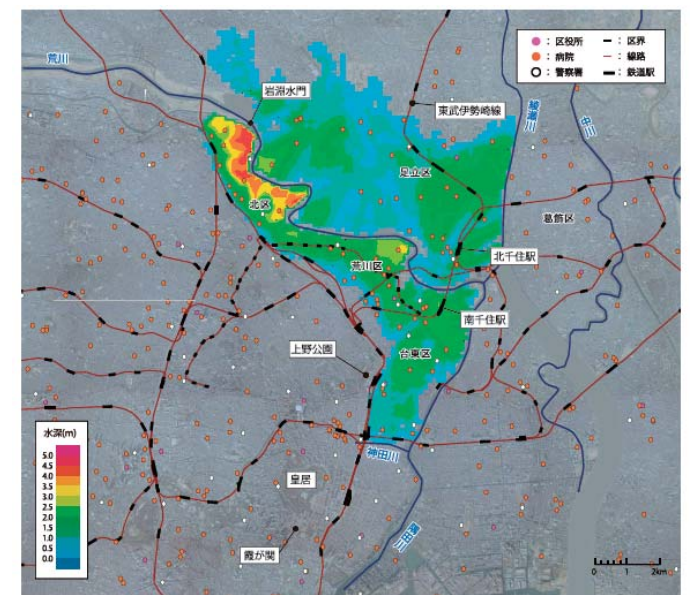 ● : 区役所
● : 病院
○ : 警察署
-- : 区界
— : 線路
━ : 鉄道駅
荒川
岩淵水門
東武伊勢崎線
綾瀬川
中川
足立区
葛飾区
北区
荒川区
北千住駅
南千住駅
上野公園
台東区
水深(m)
5.0
4.5
4.0
3.5
3.0
2.5
2.0
1.5
1.0
0.5
0.0
神田川
皇居
隅田川
霞が関
0 1 2km